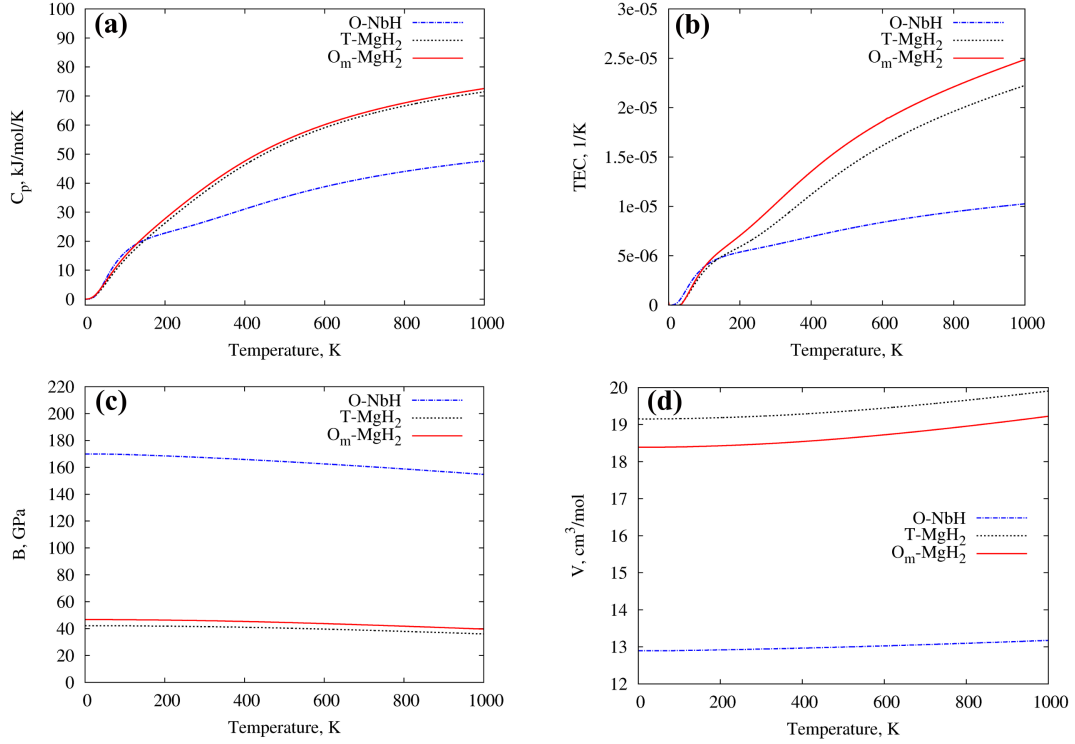 (a)
O-NbH
T-MgH2
Om-MgH2
Cp, kJ/mol/K
100
90
80
70
60
50
40
30
20
10
0
0 200 400 600 800 1000
Temperature, K
(b)
O-NbH
T-MgH2
Om-MgH2
TEC, 1/K
3e-05
2.5e-05
2e-05
1.5e-05
1e-05
5e-06
0
0 200 400 600 800 1000
Temperature, K
(c)
O-NbH
T-MgH2
Om-MgH2
B, GPa
220
200
180
160
140
120
100
80
60
40
20
0
0 200 400 600 800 1000
Temperature, K
(d)
O-NbH
T-MgH2
Om-MgH2
V, cm3/mol
20
19
18
17
16
15
14
13
12
0 200 400 600 800 1000
Temperature, K